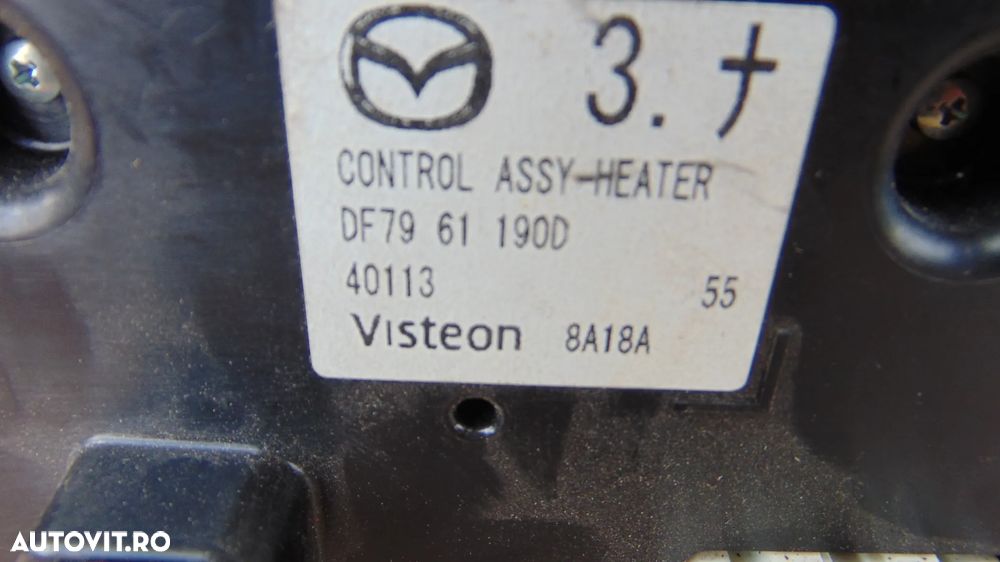 3.ナ
CONTROL ASSY-HEATER
DF79 61 190D
40113 55
Visteon 8A18A
AUTOVIT.RO